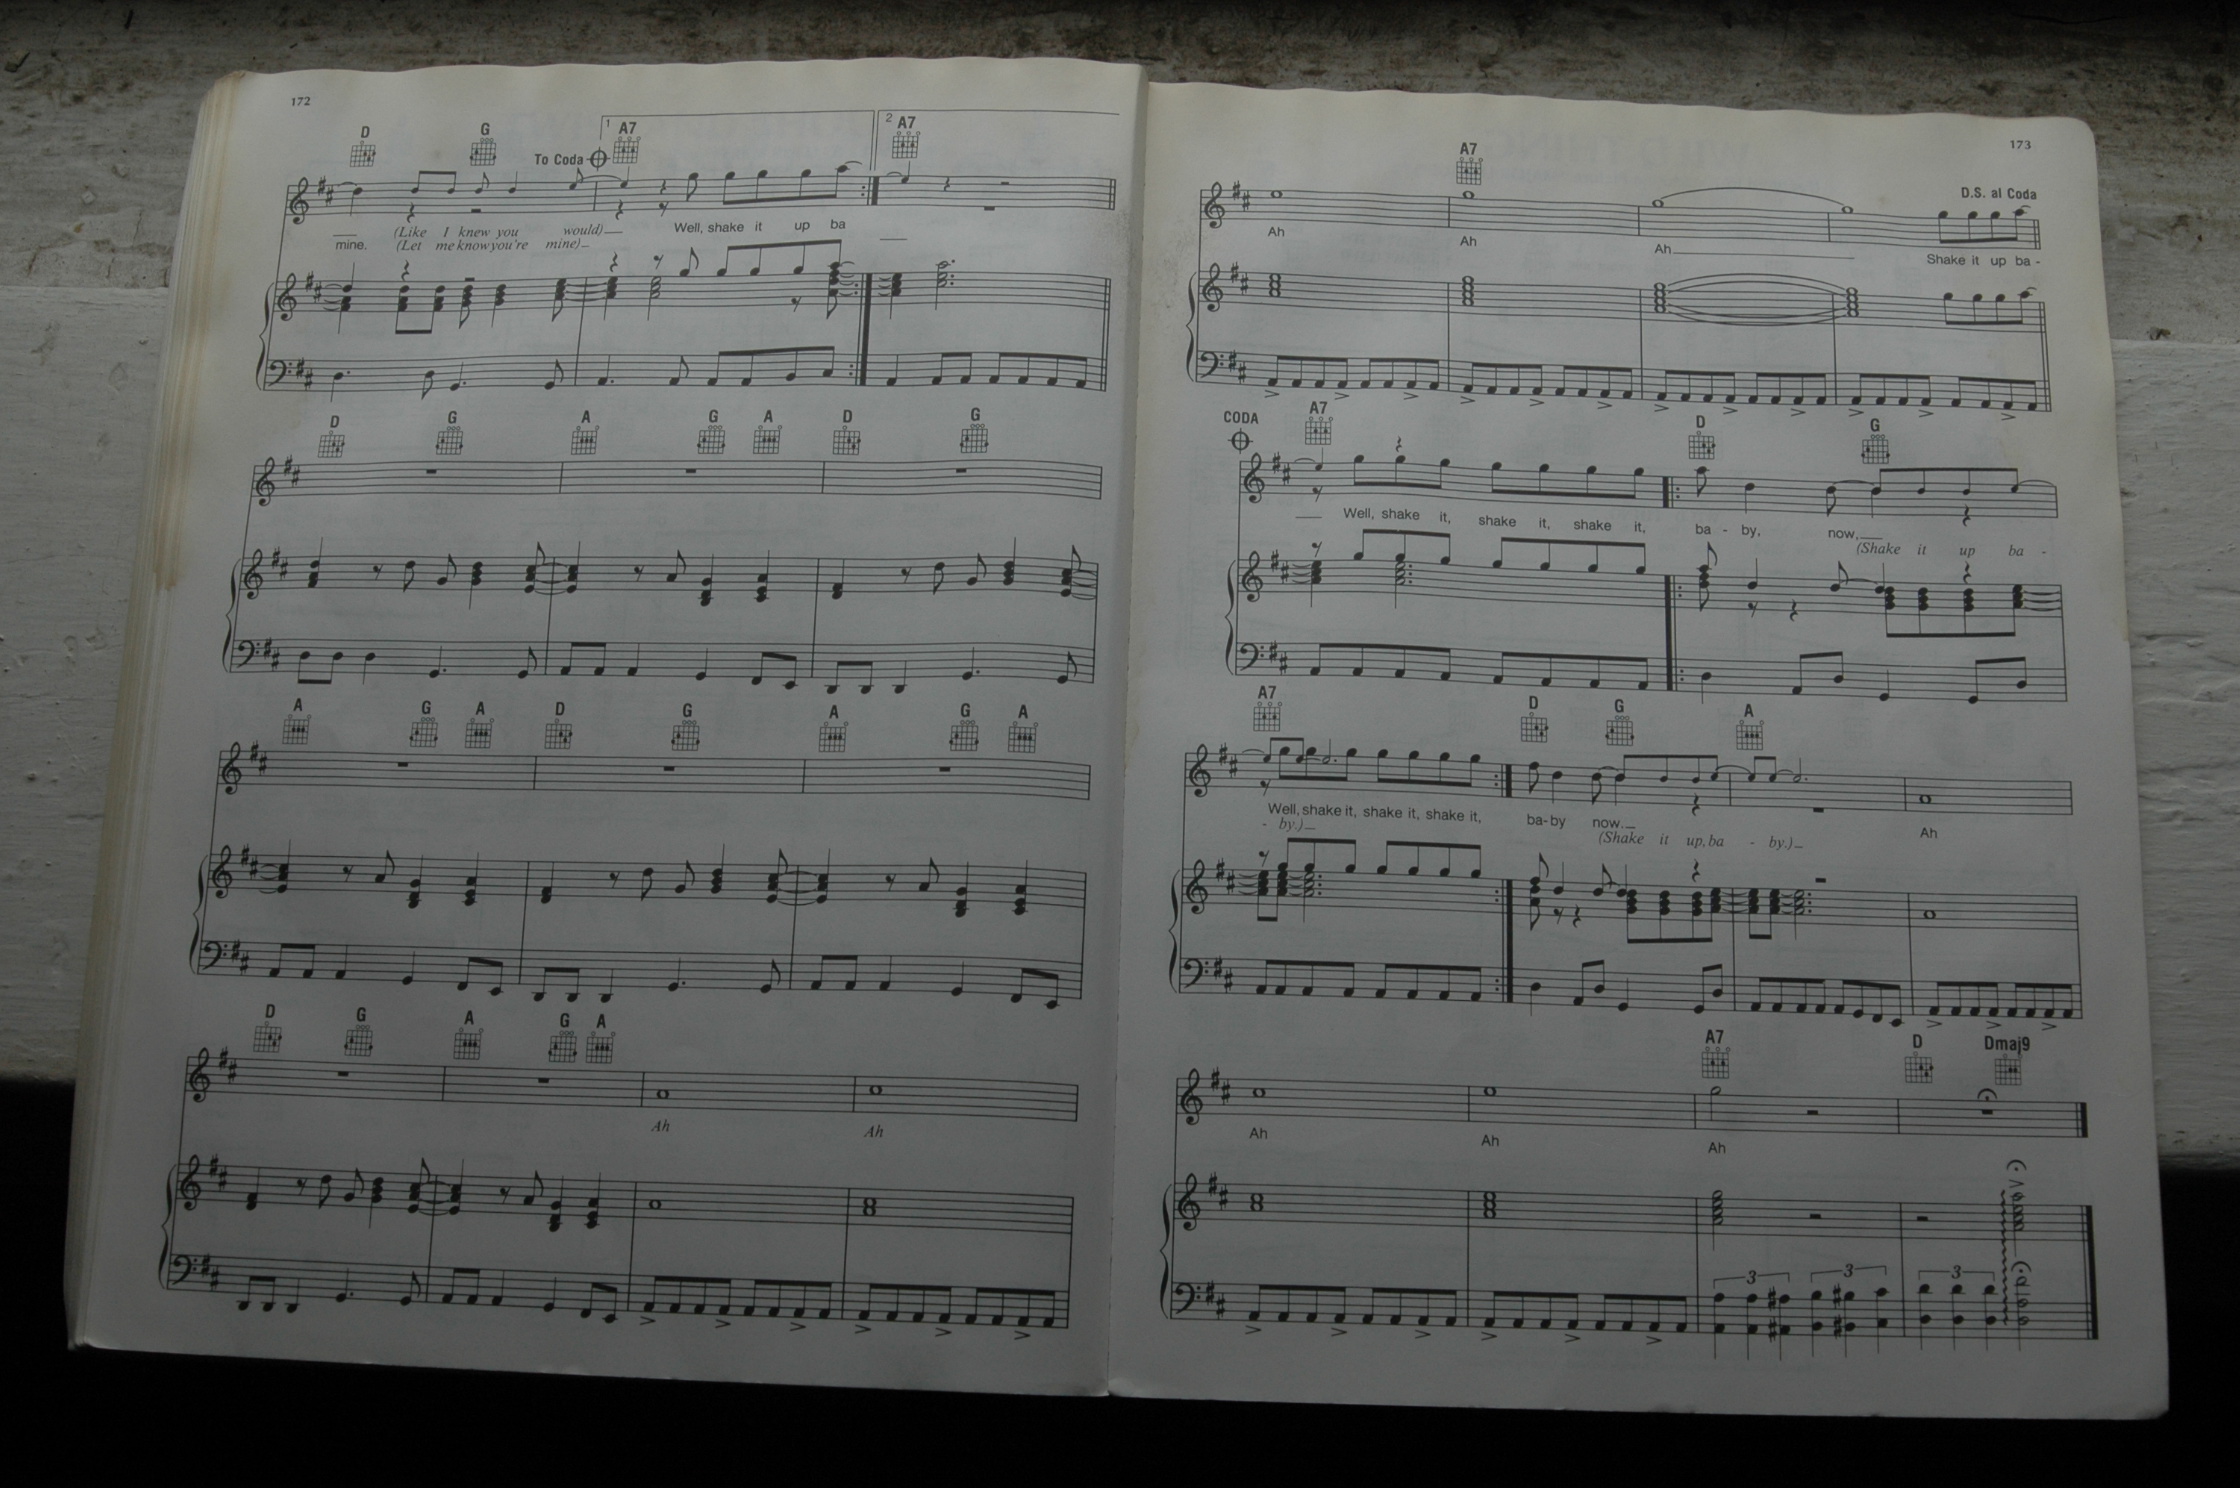 172
D G To Coda 1 A7 2 A7
mine. (Like I knew you would) Well, shake it up ba
(Let me know you're mine)
D G A G A D G
A G A D G A G A
D G A G A
Ah Ah
173
A7 D.S. al Coda
Ah Ah Ah Shake it up ba-
CODA A7 D G
Well, shake it, shake it, shake it, ba - by, now,
(Shake it up ba -
A7 D G A
Well, shake it, shake it, shake it, ba-by now. Ah
- by.) (Shake it up, ba - by.)
A7 D Dmaj9
Ah Ah Ah
3 3 3 3